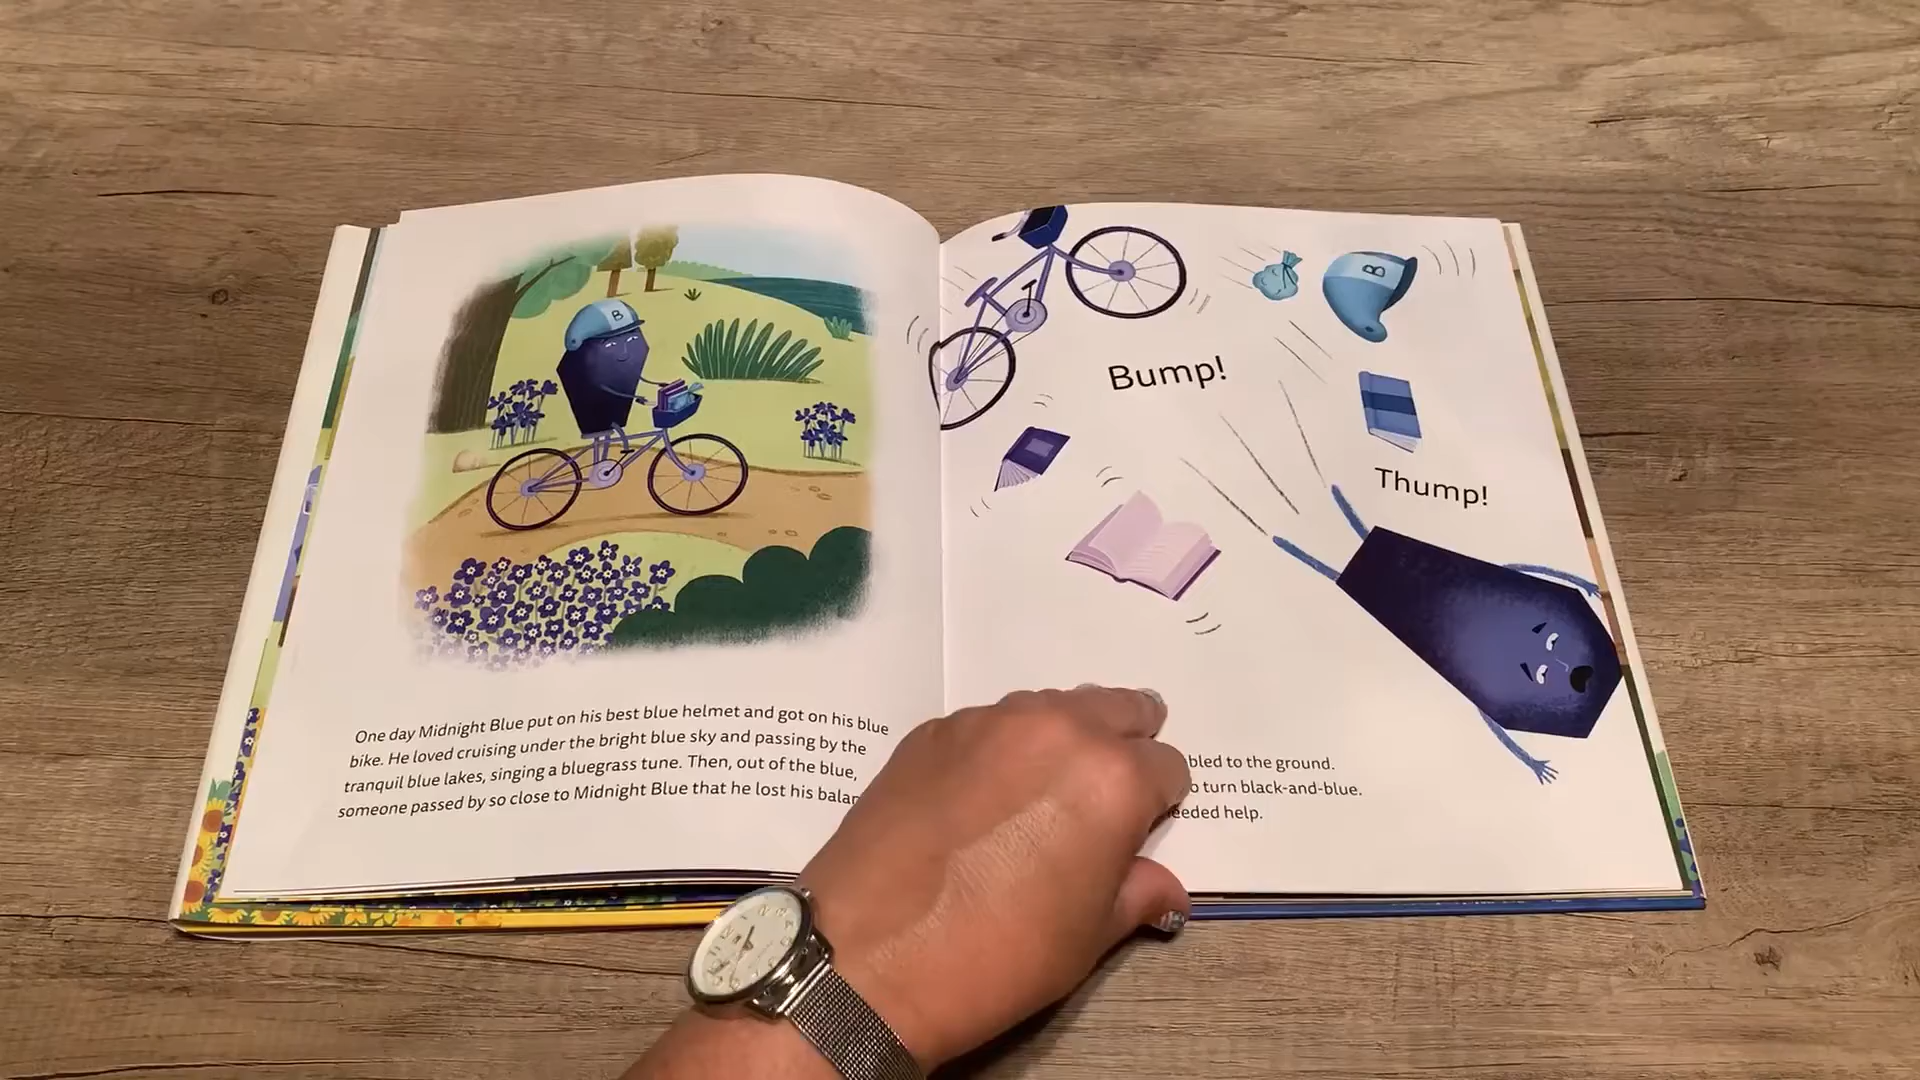 B
One day Midnight Blue put on his best blue helmet and got on his blue
bike. He loved cruising under the bright blue sky and passing by the
tranquil blue lakes, singing a bluegrass tune. Then, out of the blue,
someone passed by so close to Midnight Blue that he lost his
B
Bump!
Thump!
to the ground.
turn black-and-blue.
help.